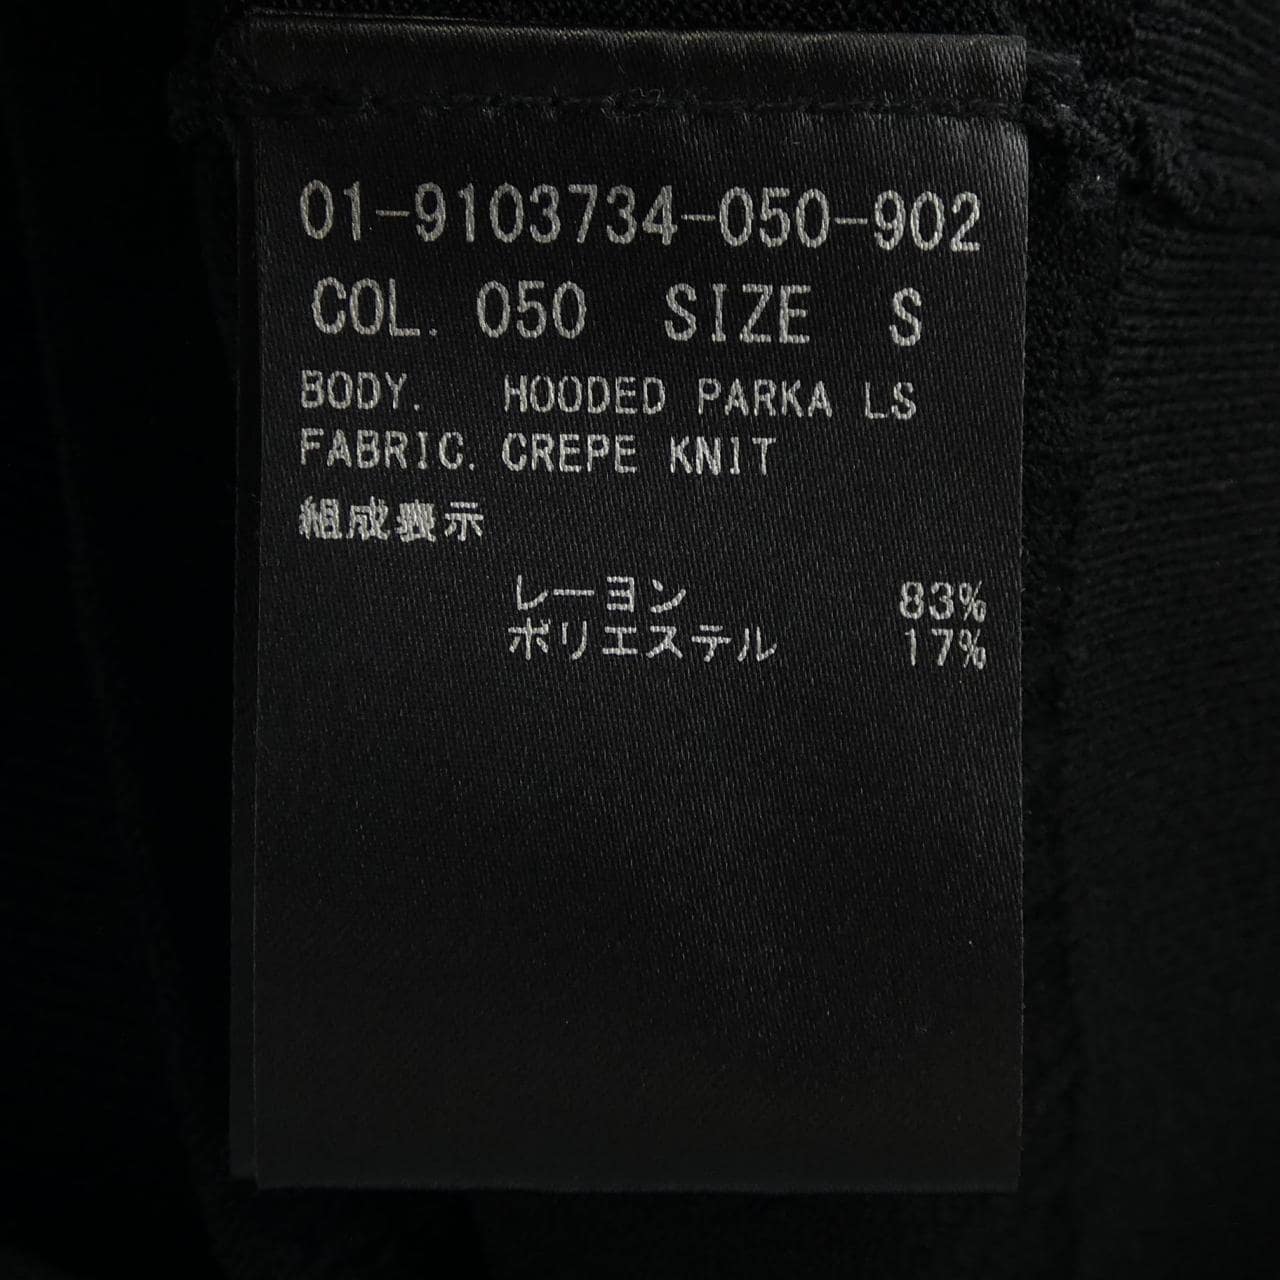 01-9103734-050-902
COL. 050 SIZE S
BODY. HOODED PARKA LS
FABRIC. CREPE KNIT
組成表示
レーヨン 83%
ポリエステル 17%